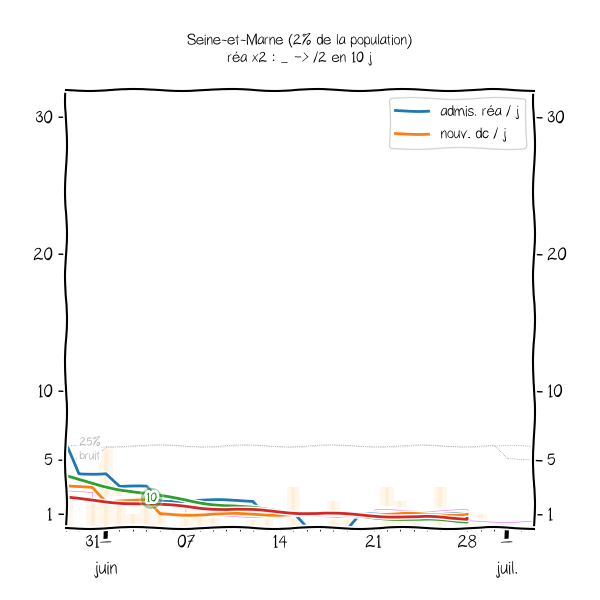 Seine-et-Marne (2% de la population)
réa x2 : _ -> /2 en 10 j
admis. réa / j
nouv. dc / j
30
30
20
20
10
10
25%
bruit
5
5
10
1
1
31
07
14
21
28
juin
juil.